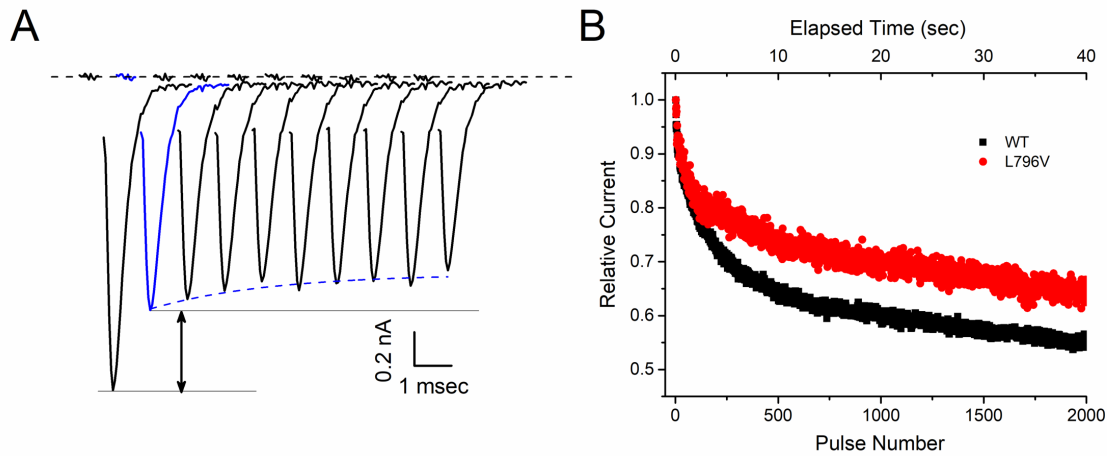 A
0.2 nA
1 msec
B
Elapsed Time (sec)
0 10 20 30 40
1.0
0.9
0.8
0.7
0.6
0.5
Relative Current
WT
L796V
0 500 1000 1500 2000
Pulse Number